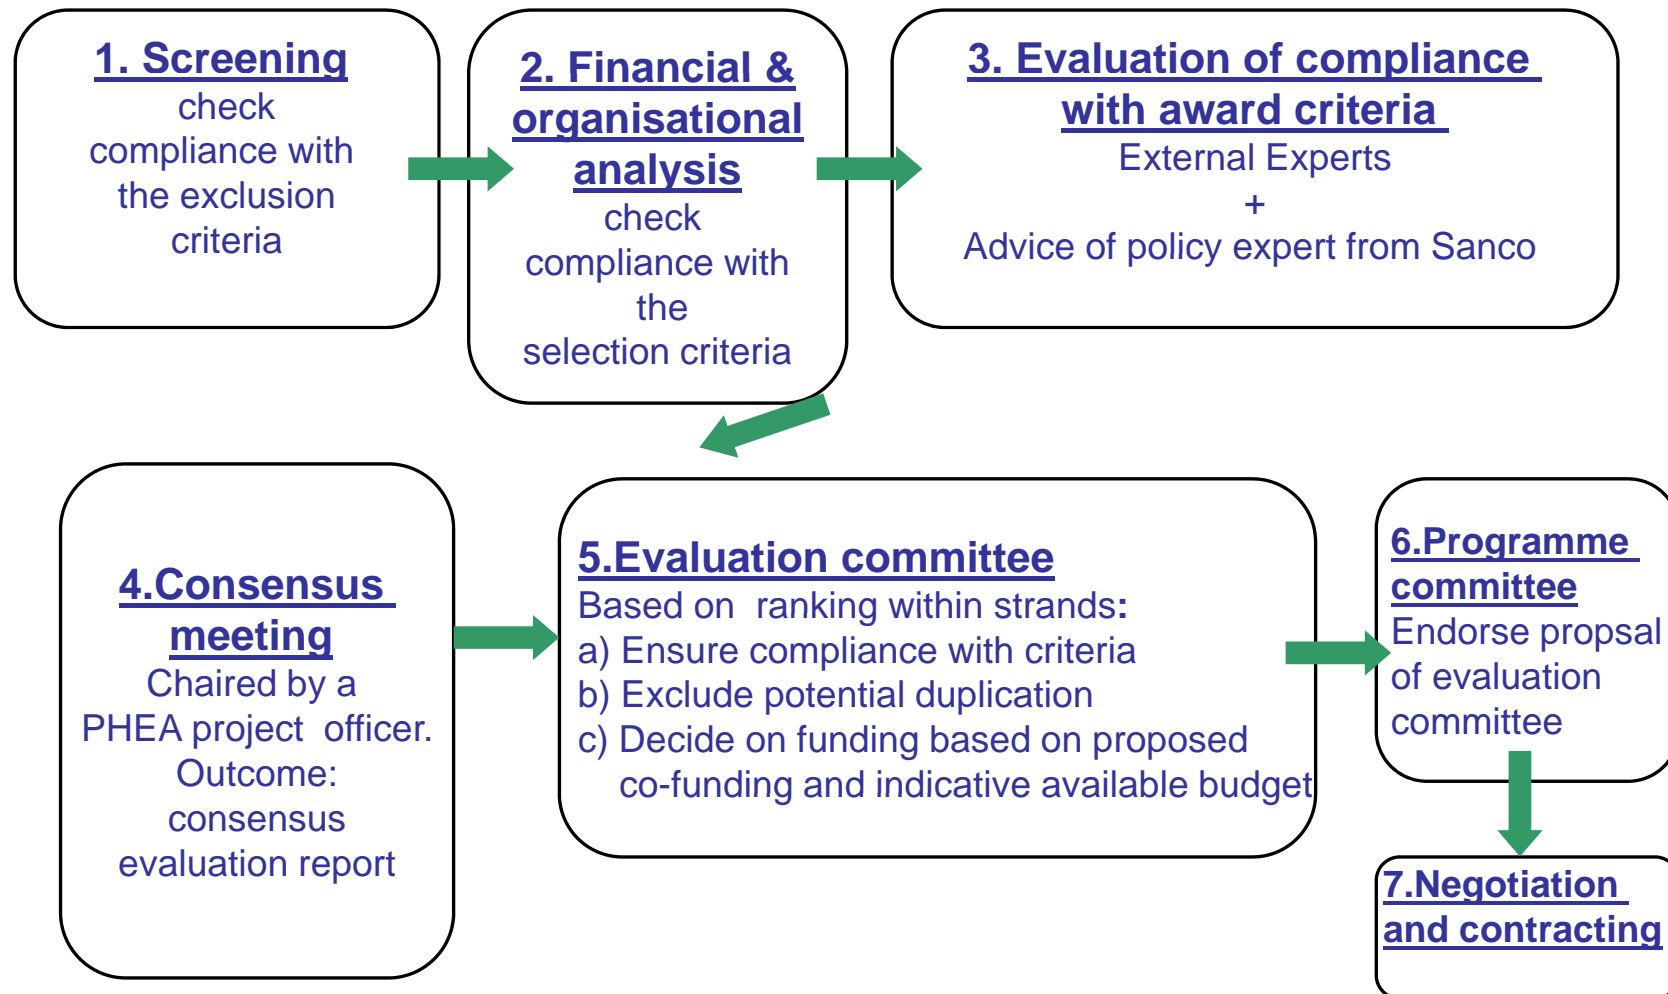 1. Screening
check
compliance with
the exclusion
criteria
2. Financial &
organisational
analysis
check
compliance with
the
selection criteria
3. Evaluation of compliance
with award criteria
External Experts
+
Advice of policy expert from Sanco
4.Consensus
meeting
Chaired by a
PHEA project officer.
Outcome:
consensus
evaluation report
5.Evaluation committee
Based on ranking within strands:
a) Ensure compliance with criteria
b) Exclude potential duplication
c) Decide on funding based on proposed
co-funding and indicative available budget
6.Programme
committee
Endorse propsal
of evaluation
committee
7.Negotiation
and contracting